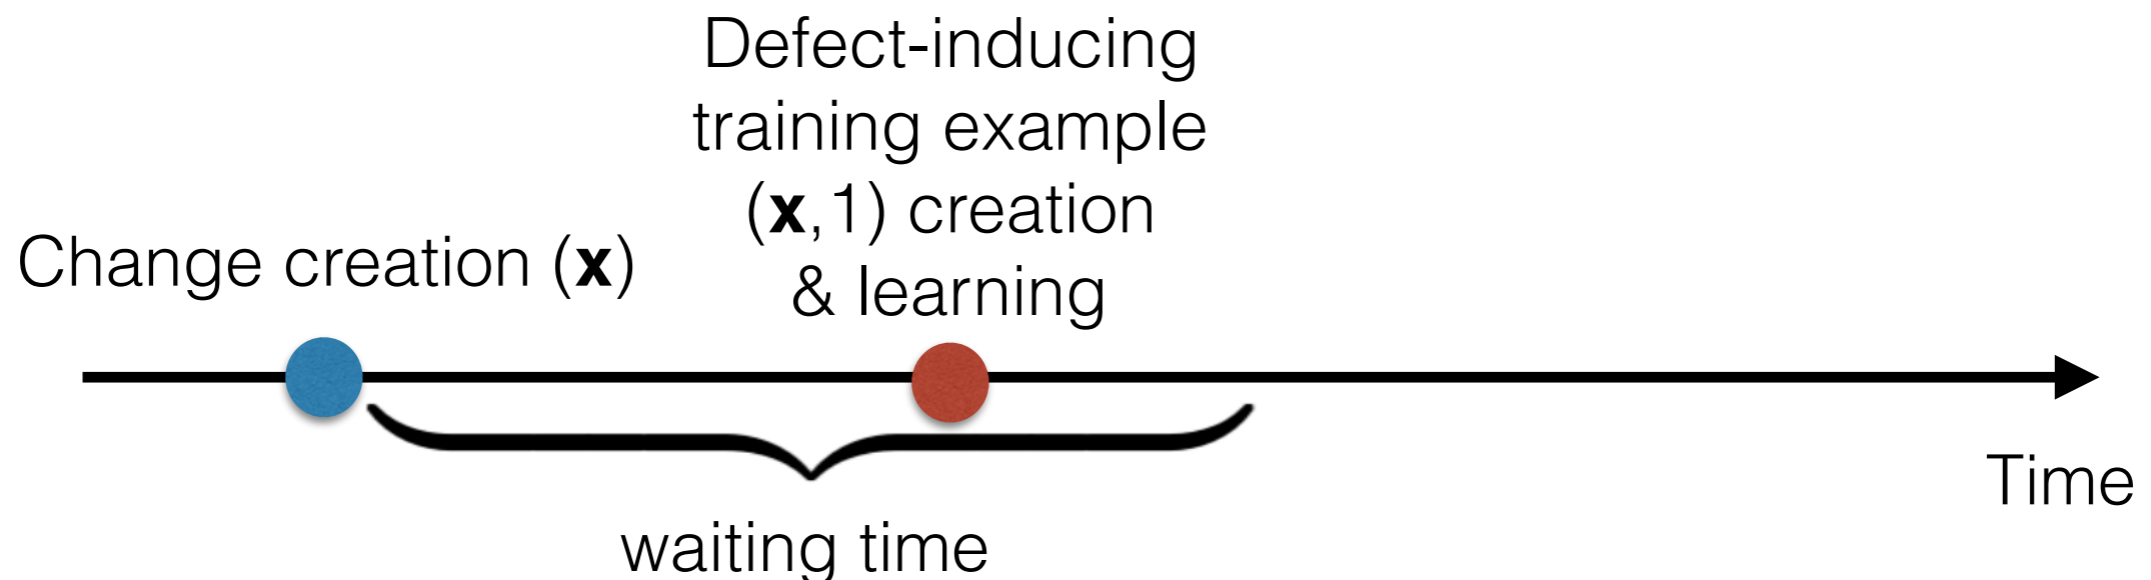 Defect-inducing
training example
(x,1) creation
& learning
Change creation (x)
Time
waiting time